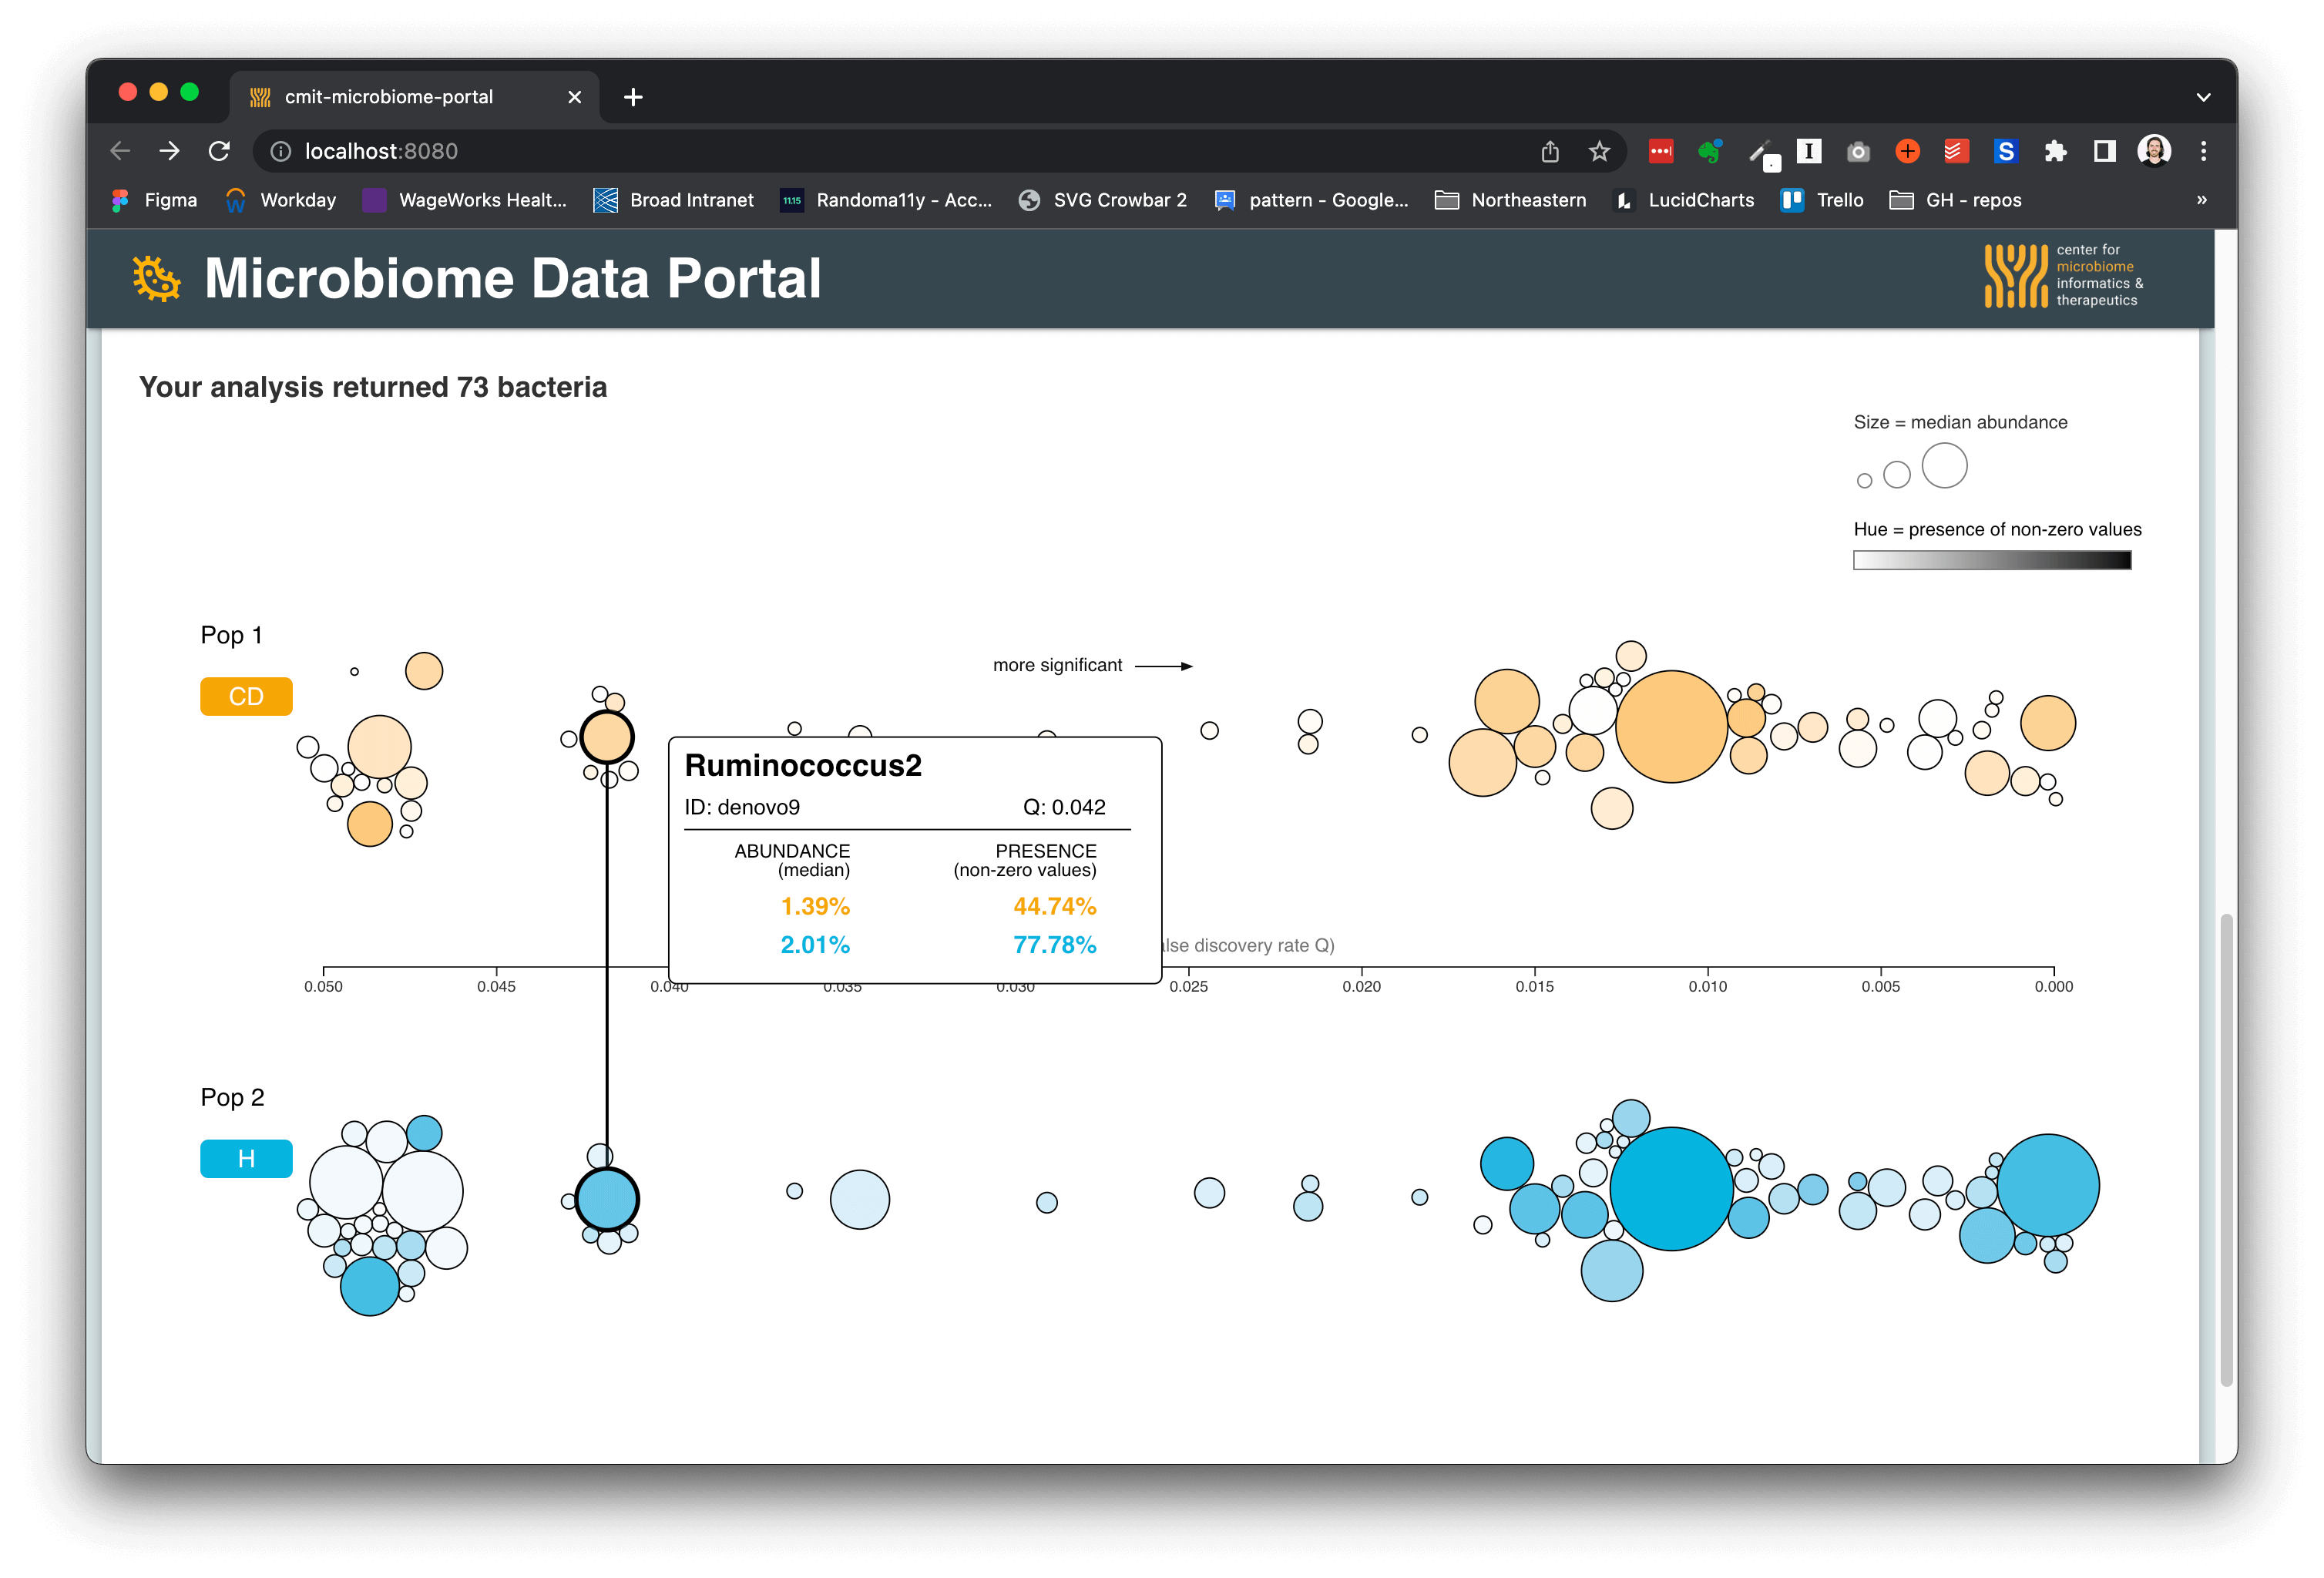 cmit-microbiome-portal
localhost:8080
Figma
Workday
WageWorks Healt...
Broad Intranet
11:15
Randoma11y - Acc...
SVG Crowbar 2
pattern - Google...
Northeastern
LucidCharts
Trello
GH - repos
»
Microbiome Data Portal
center for
microbiome
informatics &
therapeutics
Your analysis returned 73 bacteria
Size = median abundance
Hue = presence of non-zero values
Pop 1
CD
more significant
Ruminococcus2
ID: denovo9 Q: 0.042
ABUNDANCE PRESENCE
(median) (non-zero values)
1.39% 44.74%
2.01% 77.78%
lse discovery rate Q)
0.050 0.045 0.040 0.035 0.030 0.025 0.020 0.015 0.010 0.005 0.000
Pop 2
H